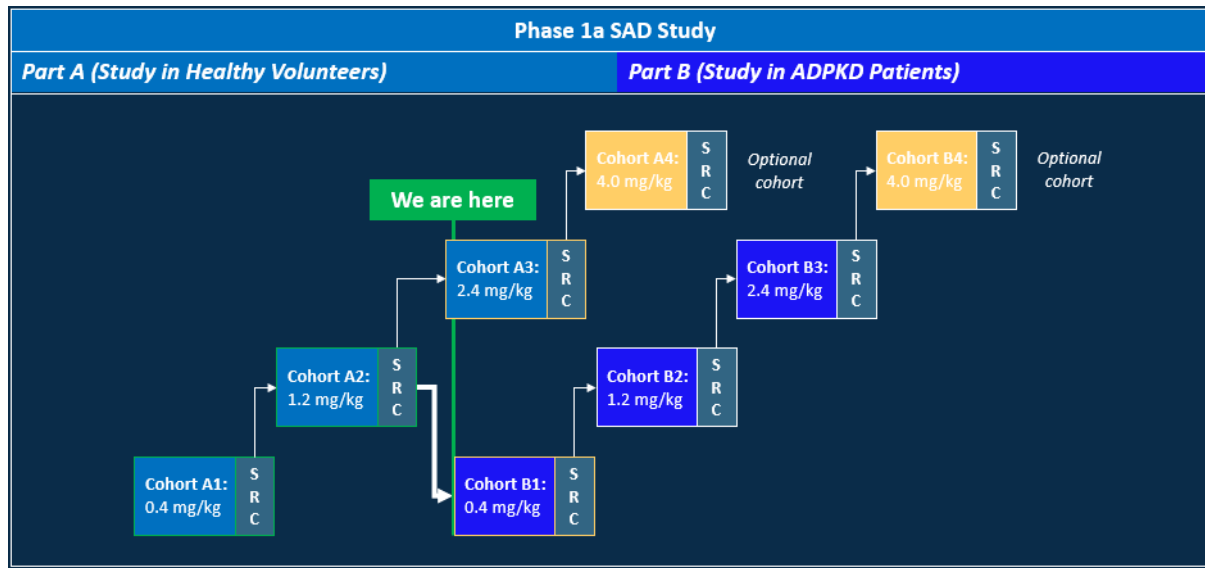 Phase 1a SAD Study
Part A (Study in Healthy Volunteers)
Part B (Study in ADPKD Patients)
We are here
Cohort A1:
0.4 mg/kg
S
R
C
Cohort A2:
1.2 mg/kg
S
R
C
Cohort A3:
2.4 mg/kg
S
R
C
Cohort A4:
4.0 mg/kg
S
R
C
Optional
cohort
Cohort B1:
0.4 mg/kg
S
R
C
Cohort B2:
1.2 mg/kg
S
R
C
Cohort B3:
2.4 mg/kg
S
R
C
Cohort B4:
4.0 mg/kg
S
R
C
Optional
cohort